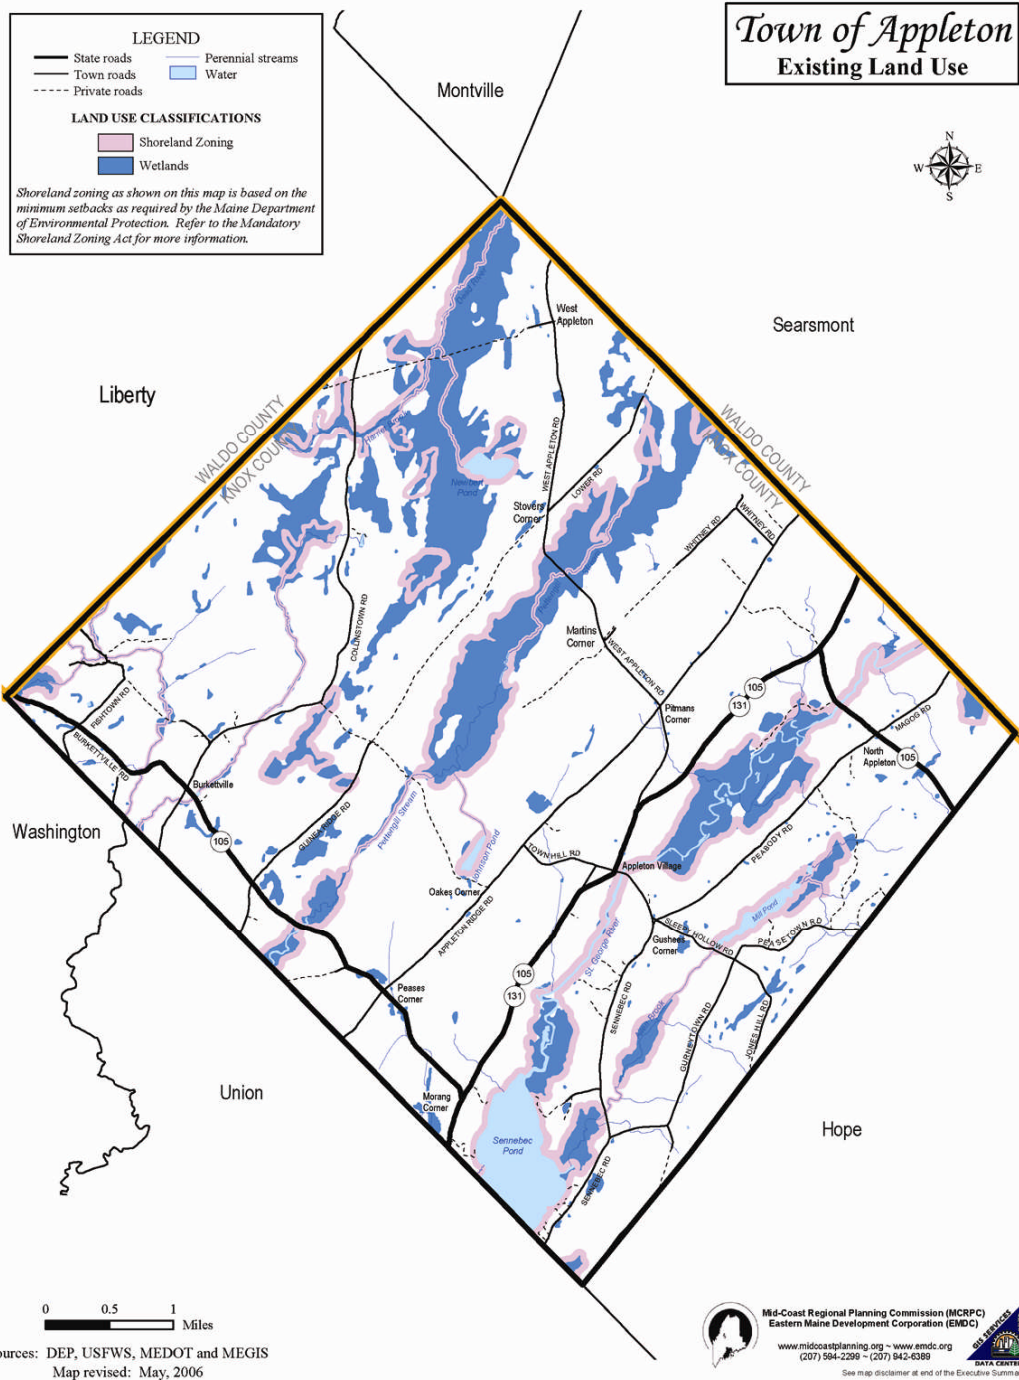 LEGEND
State roads
Perennial streams
Town roads
Water
Private roads
LAND USE CLASSIFICATIONS
Shoreland Zoning
Wetlands
Shoreland zoning as shown on this map is based on the
minimum setbacks as required by the Maine Department
of Environmental Protection. Refer to the Mandatory
Shoreland Zoning Act for more information.
Town of Appleton
Existing Land Use
N
W
E
S
Montville
Searsmont
Liberty
WALDO COUNTY
KNOX COUNTY
WALDO COUNTY
KNOX COUNTY
West
Appleton
WEST APPLETON RD
LOWER RD
Newbert
Pond
Stovers
Corner
WHITNEY RD
WHITNEY RD
COLLINSTOWN RD
Martins
Corner
WEST APPLETON RD
105
131
Pitmans
Corner
FISHTOWN RD
BURKETTVILLE RD
Burkettville
MAGOG RD
North
Appleton
105
Washington
105
GUINEA RIDGE RD
Pettengill Stream
Johnson Pond
TOWN HILL RD
Appleton Village
PEABODY RD
Oakes Corner
APPLETON RIDGE RD
Mill Pond
SLEEPY HOLLOW RD
PEASETOWN RD
Gushees
Corner
St. George River
105
131
Peases
Corner
SENNEBEC RD
Brook
GURNEYTOWN RD
JONES HILL RD
Union
Morang
Corner
Sennebec
Pond
SENNEBEC RD
Hope
0 0.5 1
Miles
urces: DEP, USFWS, MEDOT and MEGIS
Map revised: May, 2006
Mid-Coast Regional Planning Commission (MCRPC)
Eastern Maine Development Corporation (EMDC)
www.midcoastplanning.org ~ www.emdc.org
(207) 594-2299 ~ (207) 942-6389
See map disclaimer at end of the Executive Summa
GIS SERVICES
DATA CENTE